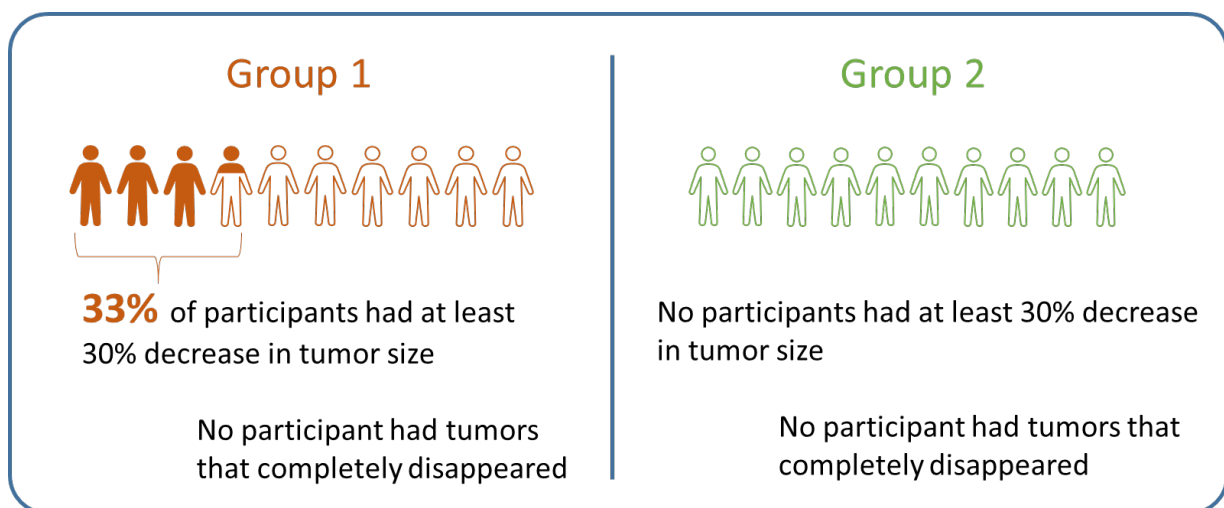 Group 1
33% of participants had at least
30% decrease in tumor size
No participant had tumors
that completely disappeared
Group 2
No participants had at least 30% decrease
in tumor size
No participant had tumors that
completely disappeared